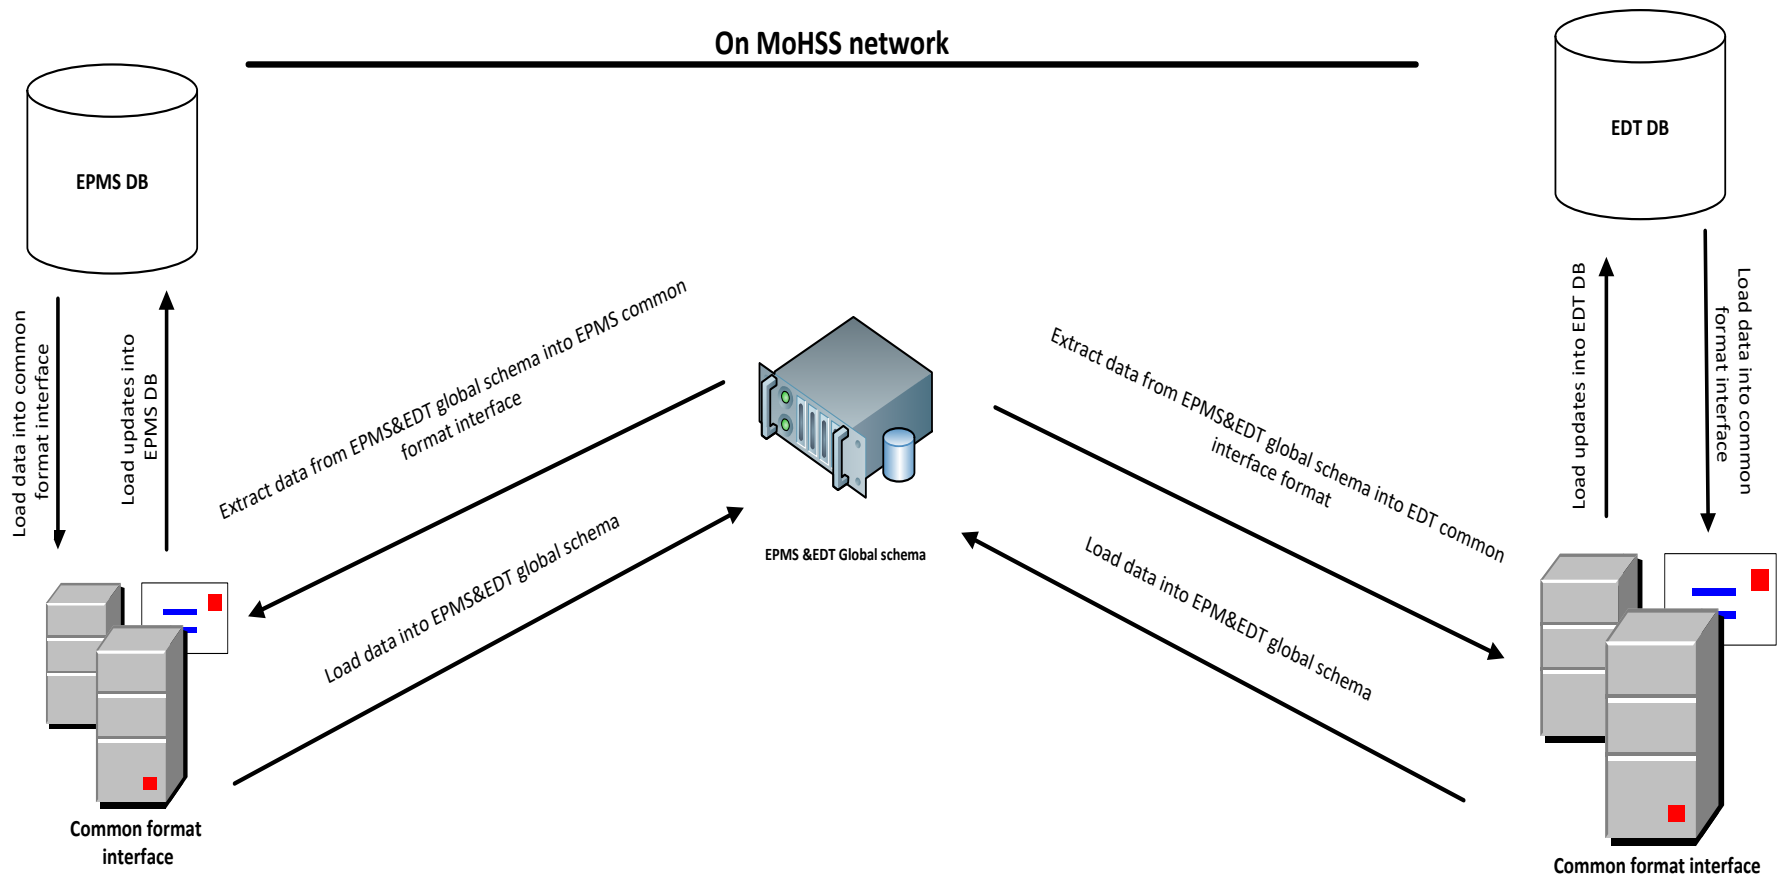 On MoHSS network
EPMS DB
EDT DB
Load data into common
format interface
Load updates into
EPMS DB
Extract data from EPMS&EDT global schema into EPMS common
format interface
Load data into EPMS&EDT global schema
EPMS &EDT Global schema
Extract data from EPMS&EDT global schema into EDT common
interface format
Load data into EPM&EDT global schema
Load updates into EDT DB
Load data into common
format interface
Common format
interface
Common format interface